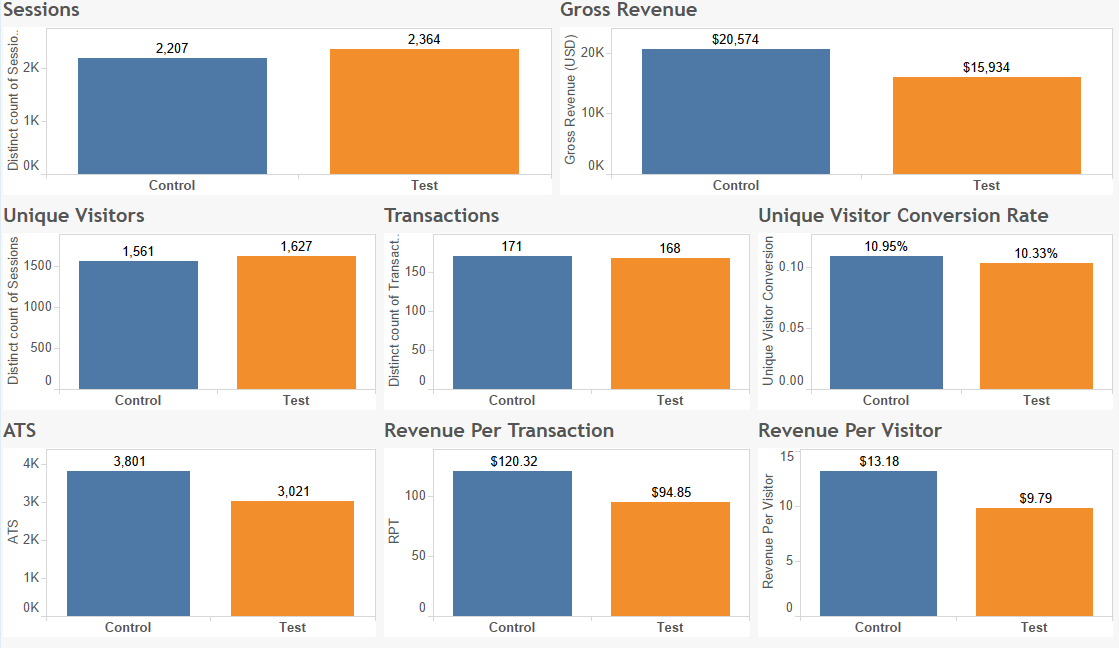 Sessions
Distinct count of Sessio..
2K
1K
0K
2,207
2,364
Control
Test
Gross Revenue
Gross Revenue (USD)
20K
10K
0K
$20,574
$15,934
Control
Test
Unique Visitors
Distinct count of Sessions
1500
1000
500
0
1,561
1,627
Control
Test
Transactions
Distinct count of Transact..
150
100
50
0
171
168
Control
Test
Unique Visitor Conversion Rate
Unique Visitor Conversion
0.10
0.05
0.00
10.95%
10.33%
Control
Test
ATS
ATS
4K
3K
2K
1K
0K
3,801
3,021
Control
Test
Revenue Per Transaction
RPT
100
50
0
$120.32
$94.85
Control
Test
Revenue Per Visitor
Revenue Per Visitor
15
10
5
0
$13.18
$9.79
Control
Test